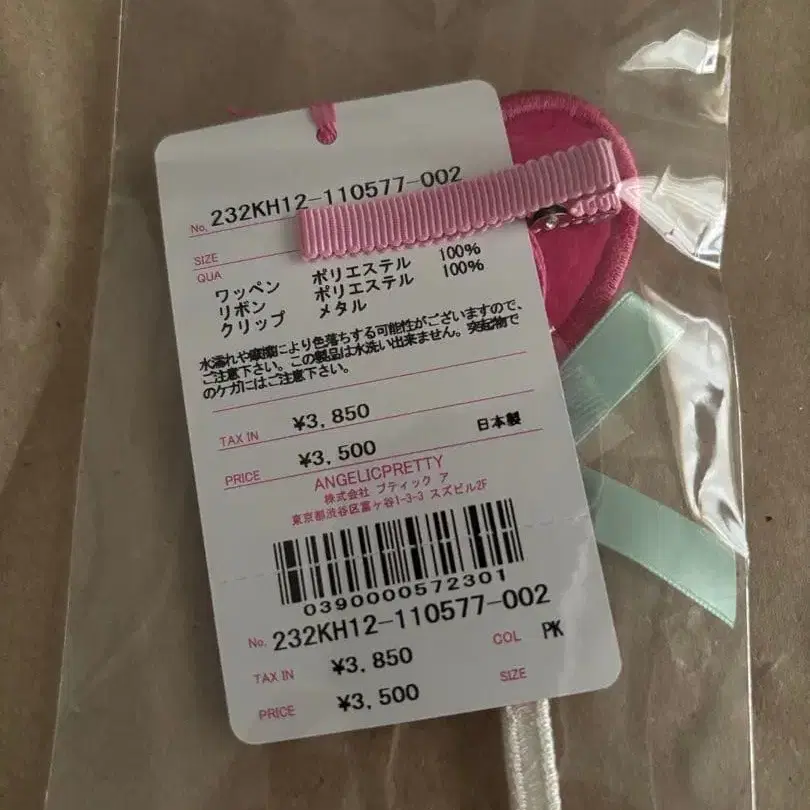 No. 232KH12-110577-002
SIZE
QUA
ワッペン ポリエステル 100%
リボン ポリエステル 100%
クリップ メタル
水濡れや摩擦により色落ちする可能性がございますので、
ご注意下さい。この製品は水洗い出来ません。突起物で
のケガにはご注意下さい。
TAX IN ¥3,850
PRICE ¥3,500 日本製
ANGELICPRETTY
株式会社 ブティック ア
東京都渋谷区富ヶ谷1-3-3 スズビル2F
0390000572301
No. 232KH12-110577-002
TAX IN ¥3,850 COL PK
PRICE ¥3,500 SIZE